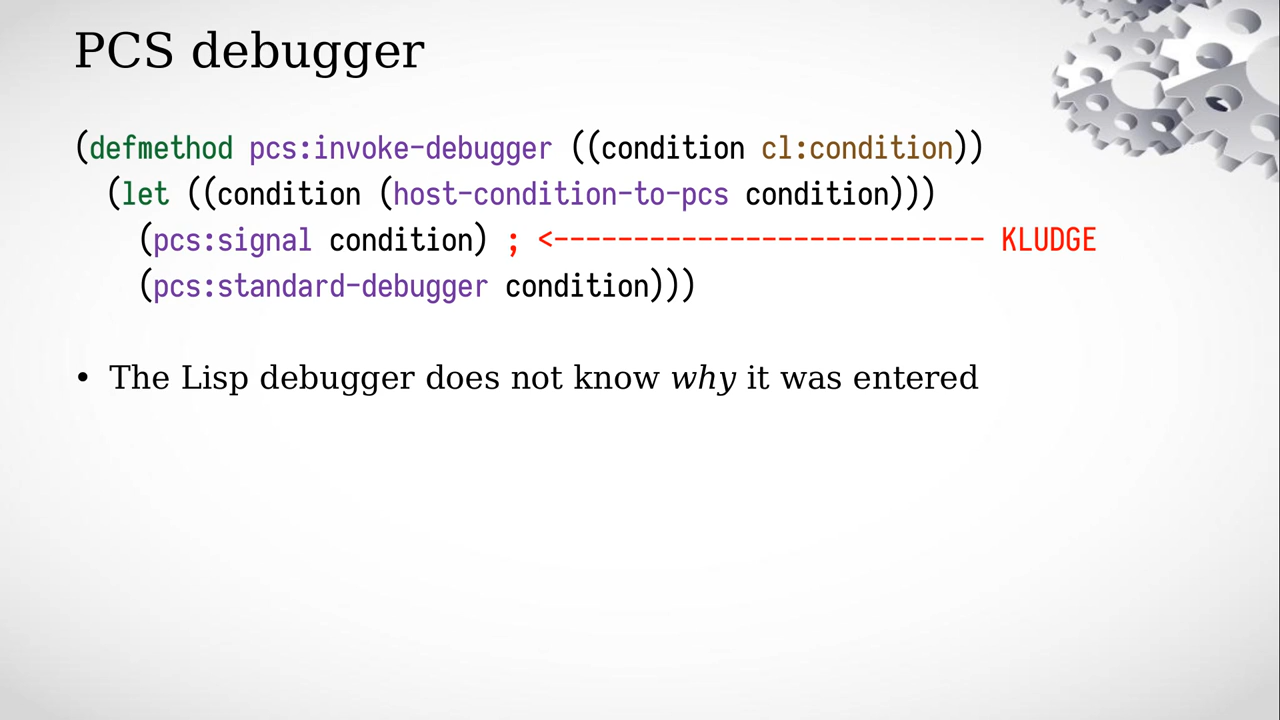 PCS debugger
(defmethod pcs:invoke-debugger ((condition cl:condition))
(let ((condition (host-condition-to-pcs condition)))
(pcs:signal condition) ; <--------------------------- KLUDGE
(pcs:standard-debugger condition)))
• The Lisp debugger does not know why it was entered